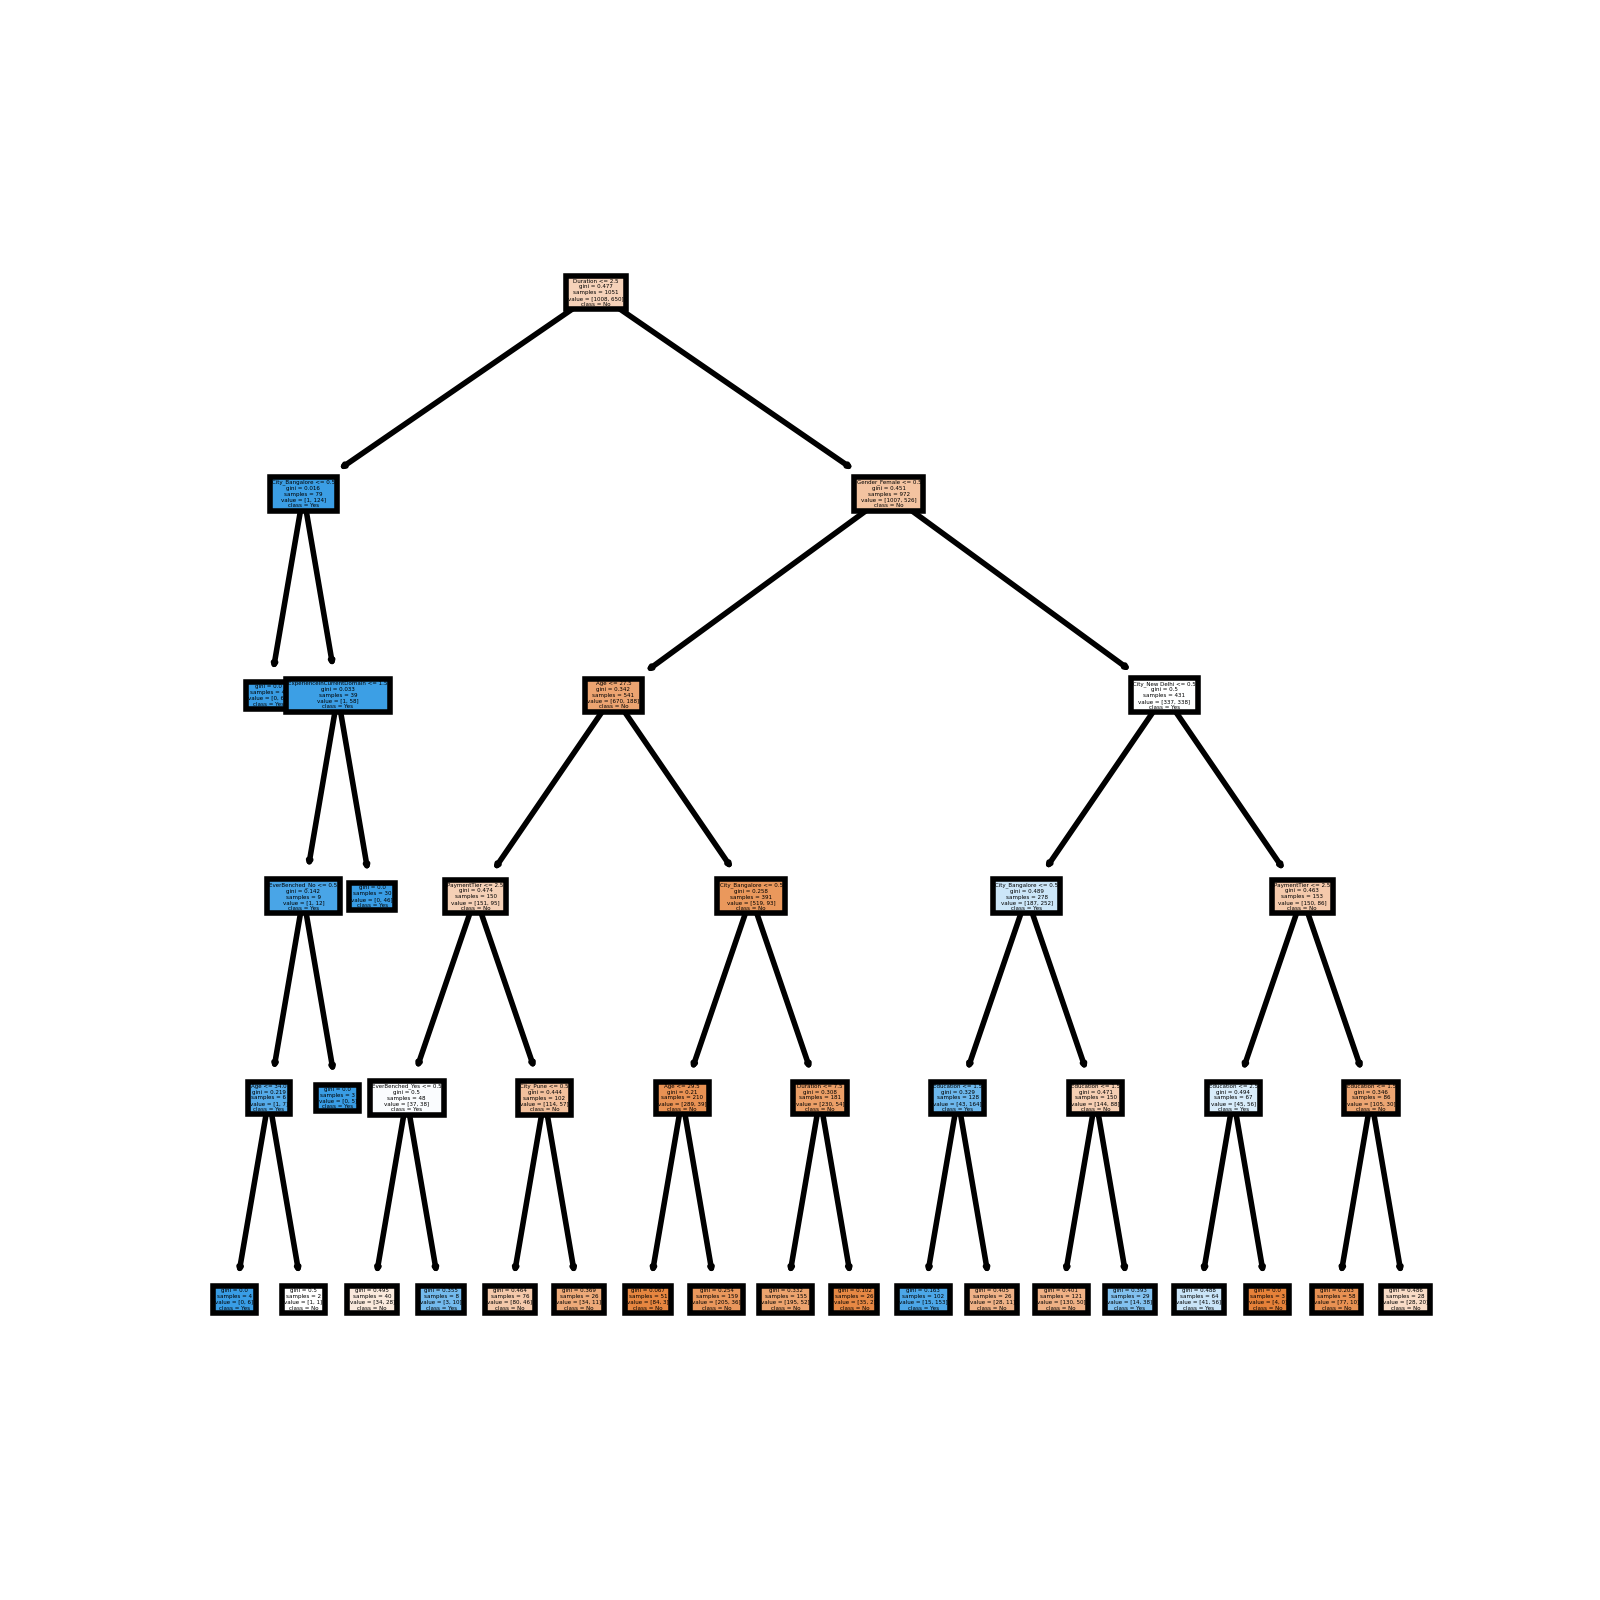 Duration <= 2.5
gini = 0.477
samples = 1051
value = [1008, 650]
class = No
City_Bangalore <= 0.5
gini = 0.016
samples = 79
value = [1, 124]
class = Yes
Gender_Female <= 0.5
gini = 0.451
samples = 972
value = [1007, 526]
class = No
gini = 0.0
samples =
value = [0,
class = Yes
gini = 0.033
samples = 39
value = [1, 58]
class = Yes
Age <= 27.5
gini = 0.342
samples = 541
value = [670, 188]
class = No
City_New Delhi <= 0.5
gini = 0.5
samples = 431
value = [337, 338]
class = Yes
EverBenched_No <= 0.5
gini = 0.142
samples = 9
value = [1, 12]
class = Yes
gini = 0.0
samples = 30
value = [0, 46]
class = Yes
PaymentTier <= 2.5
gini = 0.474
samples = 150
value = [151, 95]
class = No
City_Bangalore <= 0.5
gini = 0.258
samples = 391
value = [519, 93]
class = No
City_Bangalore <= 0.5
gini = 0.489
samples = 278
value = [187, 252]
class = Yes
PaymentTier <= 2.5
gini = 0.463
samples = 153
value = [150, 86]
class = No
Age <= 34.0
gini = 0.219
samples = 6
value = [1, 7]
class = Yes
gini = 0.0
samples = 3
value = [0, 5]
class = Yes
EverBenched_Yes <= 0.5
gini = 0.5
samples = 48
value = [37, 38]
class = Yes
City_Pune <= 0.5
gini = 0.444
samples = 102
value = [114, 57]
class = No
Age <= 29.5
gini = 0.21
samples = 210
value = [289, 39]
class = No
Duration <= 7.5
gini = 0.308
samples = 181
value = [230, 54]
class = No
Education <= 1.5
gini = 0.329
samples = 128
value = [43, 164]
class = Yes
Education <= 1.5
gini = 0.471
samples = 150
value = [144, 88]
class = No
Education <= 2.5
gini = 0.494
samples = 67
value = [45, 56]
class = Yes
Education <= 1.5
gini = 0.346
samples = 86
value = [105, 30]
class = No
gini = 0.0
samples = 4
value = [0, 6]
class = Yes
gini = 0.5
samples = 2
value = [1, 1]
class = No
gini = 0.495
samples = 40
value = [34, 28]
class = No
gini = 0.355
samples = 8
value = [3, 10]
class = Yes
gini = 0.464
samples = 76
value = [80, 46]
class = No
gini = 0.369
samples = 26
value = [34, 11]
class = No
gini = 0.067
samples = 51
value = [84, 3]
class = No
gini = 0.254
samples = 159
value = [205, 36]
class = No
gini = 0.332
samples = 155
value = [195, 52]
class = No
gini = 0.102
samples = 26
value = [35, 2]
class = No
gini = 0.163
samples = 102
value = [15, 153]
class = Yes
gini = 0.405
samples = 26
value = [28, 11]
class = No
gini = 0.401
samples = 121
value = [130, 50]
class = No
gini = 0.393
samples = 29
value = [14, 38]
class = Yes
gini = 0.488
samples = 64
value = [41, 56]
class = Yes
gini = 0.0
samples = 3
value = [4, 0]
class = No
gini = 0.203
samples = 58
value = [77, 10]
class = No
gini = 0.486
samples = 28
value = [28, 20]
class = No